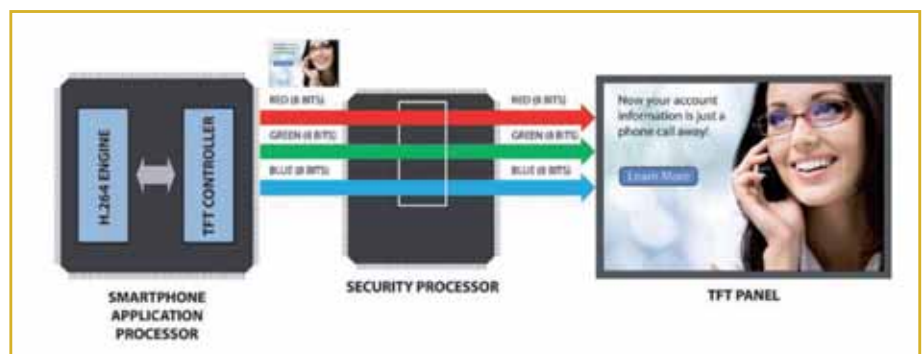 RED (8 BITS)
GREEN (8 BITS)
BLUE (8 BITS)
RED (8 BITS)
GREEN (8 BITS)
BLUE (8 BITS)
H.264 ENGINE
TFT CONTROLLER
Now your account
information is just a
phone call away!
Learn More
SMARTPHONE
APPLICATION
PROCESSOR
SECURITY PROCESSOR
TFT PANEL